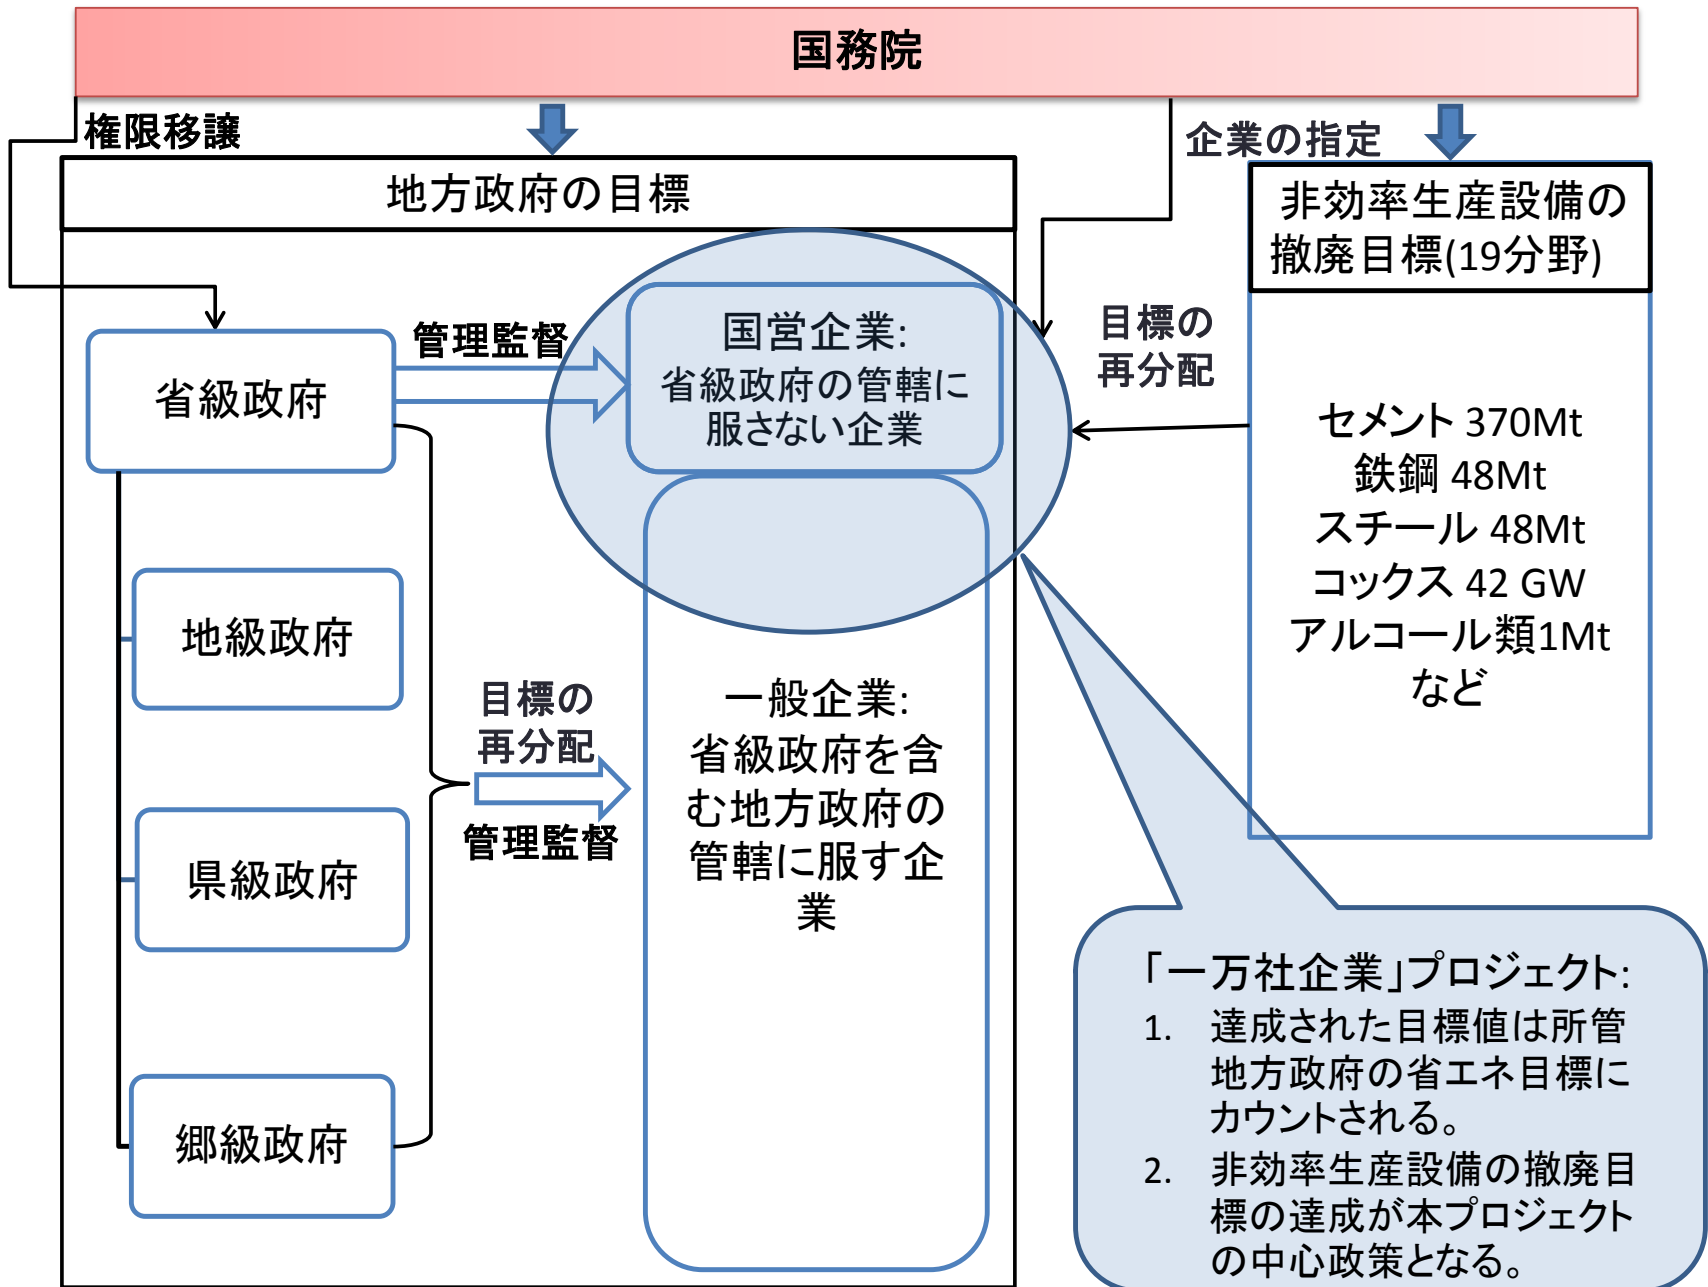 国務院
権限移譲
企業の指定
地方政府の目標
非効率生産設備の
撤廃目標(19分野)
省級政府
管理監督
国営企業:
省級政府の管轄に
服さない企業
目標の
再分配
セメント 370Mt
鉄鋼 48Mt
スチール 48Mt
コックス 42 GW
アルコール類1Mt
など
地級政府
県級政府
郷級政府
目標の
再分配
管理監督
一般企業:
省級政府を含
む地方政府の
管轄に服す企
業
「一万社企業」プロジェクト:
1. 達成された目標値は所管
地方政府の省エネ目標に
カウントされる。
2. 非効率生産設備の撤廃目
標の達成が本プロジェクト
の中心政策となる。